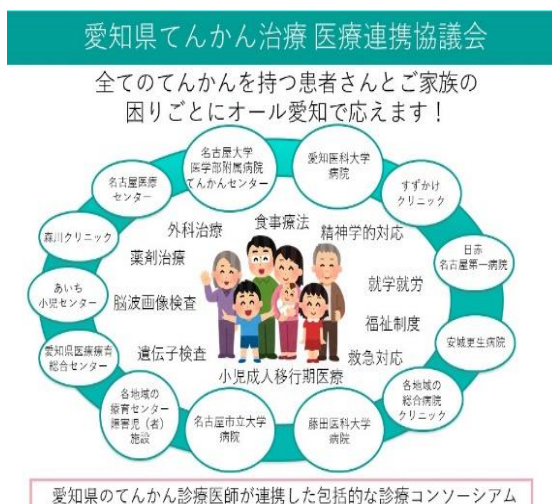 愛知県てんかん治療 医療連携協議会
全てのてんかんを持つ患者さんとご家族の
困りごとにオール愛知で応えます！
名古屋大学
医学部附属病院
てんかんセンター
愛知医科大学
病院
名古屋医療
センター
すずかけ
クリニック
森川クリニック
日赤
名古屋第一病院
あいち
小児センター
安城更生病院
愛知県医療療育
総合センター
各地域の
総合病院
クリニック
各地域の
療育センター
障害児（者）
施設
名古屋市立大学
病院
藤田医科大学
病院
外科治療
食事療法
精神学的対応
薬剤治療
就学就労
脳波画像検査
福祉制度
遺伝子検査
救急対応
小児成人移行期医療
愛知県のてんかん診療医師が連携した包括的な診療コンソーシアム